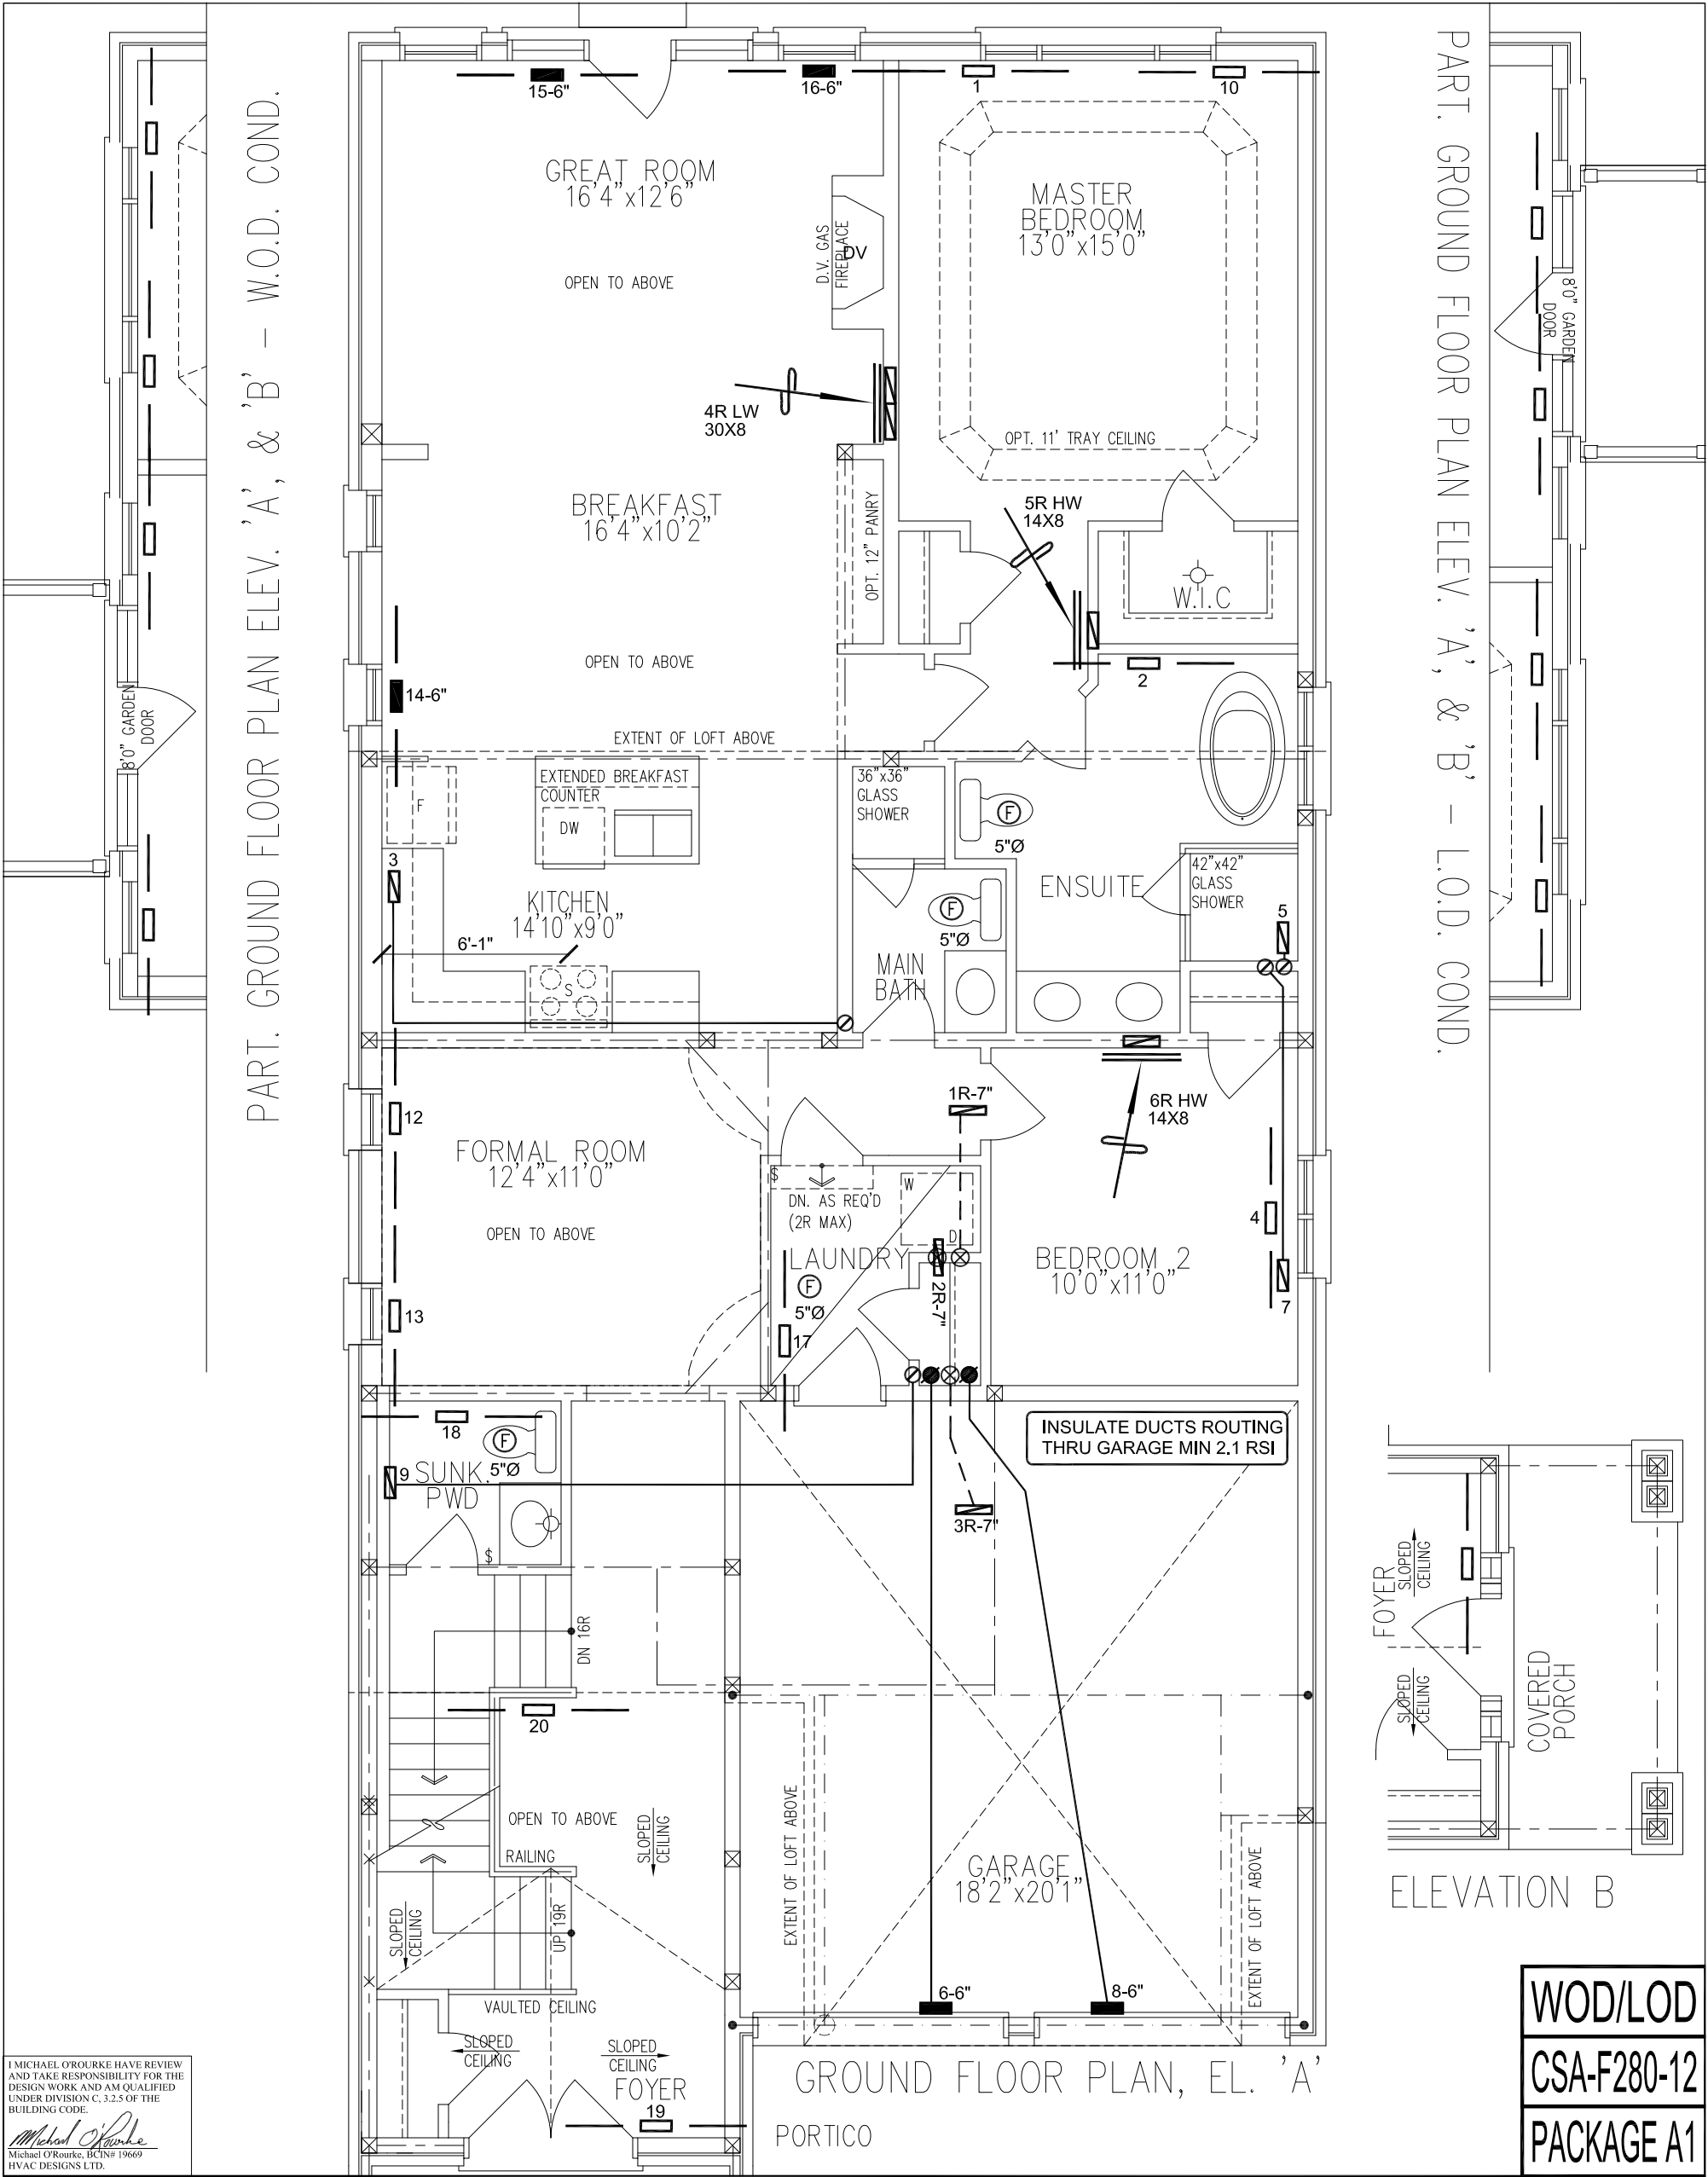 15-6"
16-6"
1
10
GREAT ROOM
16'4"x12'6"
OPEN TO ABOVE
D.V. GAS
FIREPLACE
DV
MASTER
BEDROOM
13'0"x15'0"
4R LW
30X8
OPT. 11' TRAY CEILING
BREAKFAST
16'4"x10'2"
OPT. 12" PANRY
5R HW
14X8
W.I.C
OPEN TO ABOVE
2
14-6"
EXTENT OF LOFT ABOVE
EXTENDED BREAKFAST
COUNTER
DW
F
36"x36"
GLASS
SHOWER
F
5"Ø
3
KITCHEN
14'10"x9'0"
6'-1"
S
F
5"Ø
ENSUITE
42"x42"
GLASS
SHOWER
5
MAIN
BATH
12
FORMAL ROOM
12'4"x11'0"
OPEN TO ABOVE
13
1R-7"
6R HW
14X8
$
DN. AS REQ'D
(2R MAX)
W
D
LAUNDRY
F
5"Ø
17
2R-7"
BEDROOM 2
10'0"x11'0"
4
7
18
F
5"Ø
9
SUNK.
PWD
$
INSULATE DUCTS ROUTING
THRU GARAGE MIN 2.1 RSI
3R-7"
DN 16R
20
OPEN TO ABOVE
RAILING
SLOPED
CEILING
SLOPED
CEILING
UP 19R
VAULTED CEILING
SLOPED
CEILING
SLOPED
CEILING
FOYER
19
EXTENT OF LOFT ABOVE
GARAGE
18'2"x20'1"
EXTENT OF LOFT ABOVE
6-6"
8-6"
GROUND FLOOR PLAN, EL. 'A'
PORTICO
PART. GROUND FLOOR PLAN ELEV. 'A', & 'B' - W.O.D. COND.
8'0" GARDEN
DOOR
PART. GROUND FLOOR PLAN ELEV. 'A', & 'B' - L.O.D. COND.
8'0" GARDEN
DOOR
FOYER
SLOPED
CEILING
SLOPED
CEILING
COVERED
PORCH
ELEVATION B
WOD/LOD
CSA-F280-12
PACKAGE A1
I MICHAEL O'ROURKE HAVE REVIEW
AND TAKE RESPONSIBILITY FOR THE
DESIGN WORK AND AM QUALIFIED
UNDER DIVISION C, 3.2.5 OF THE
BUILDING CODE.
Michael O'Rourke
Michael O'Rourke, BCIN# 19669
HVAC DESIGNS LTD.